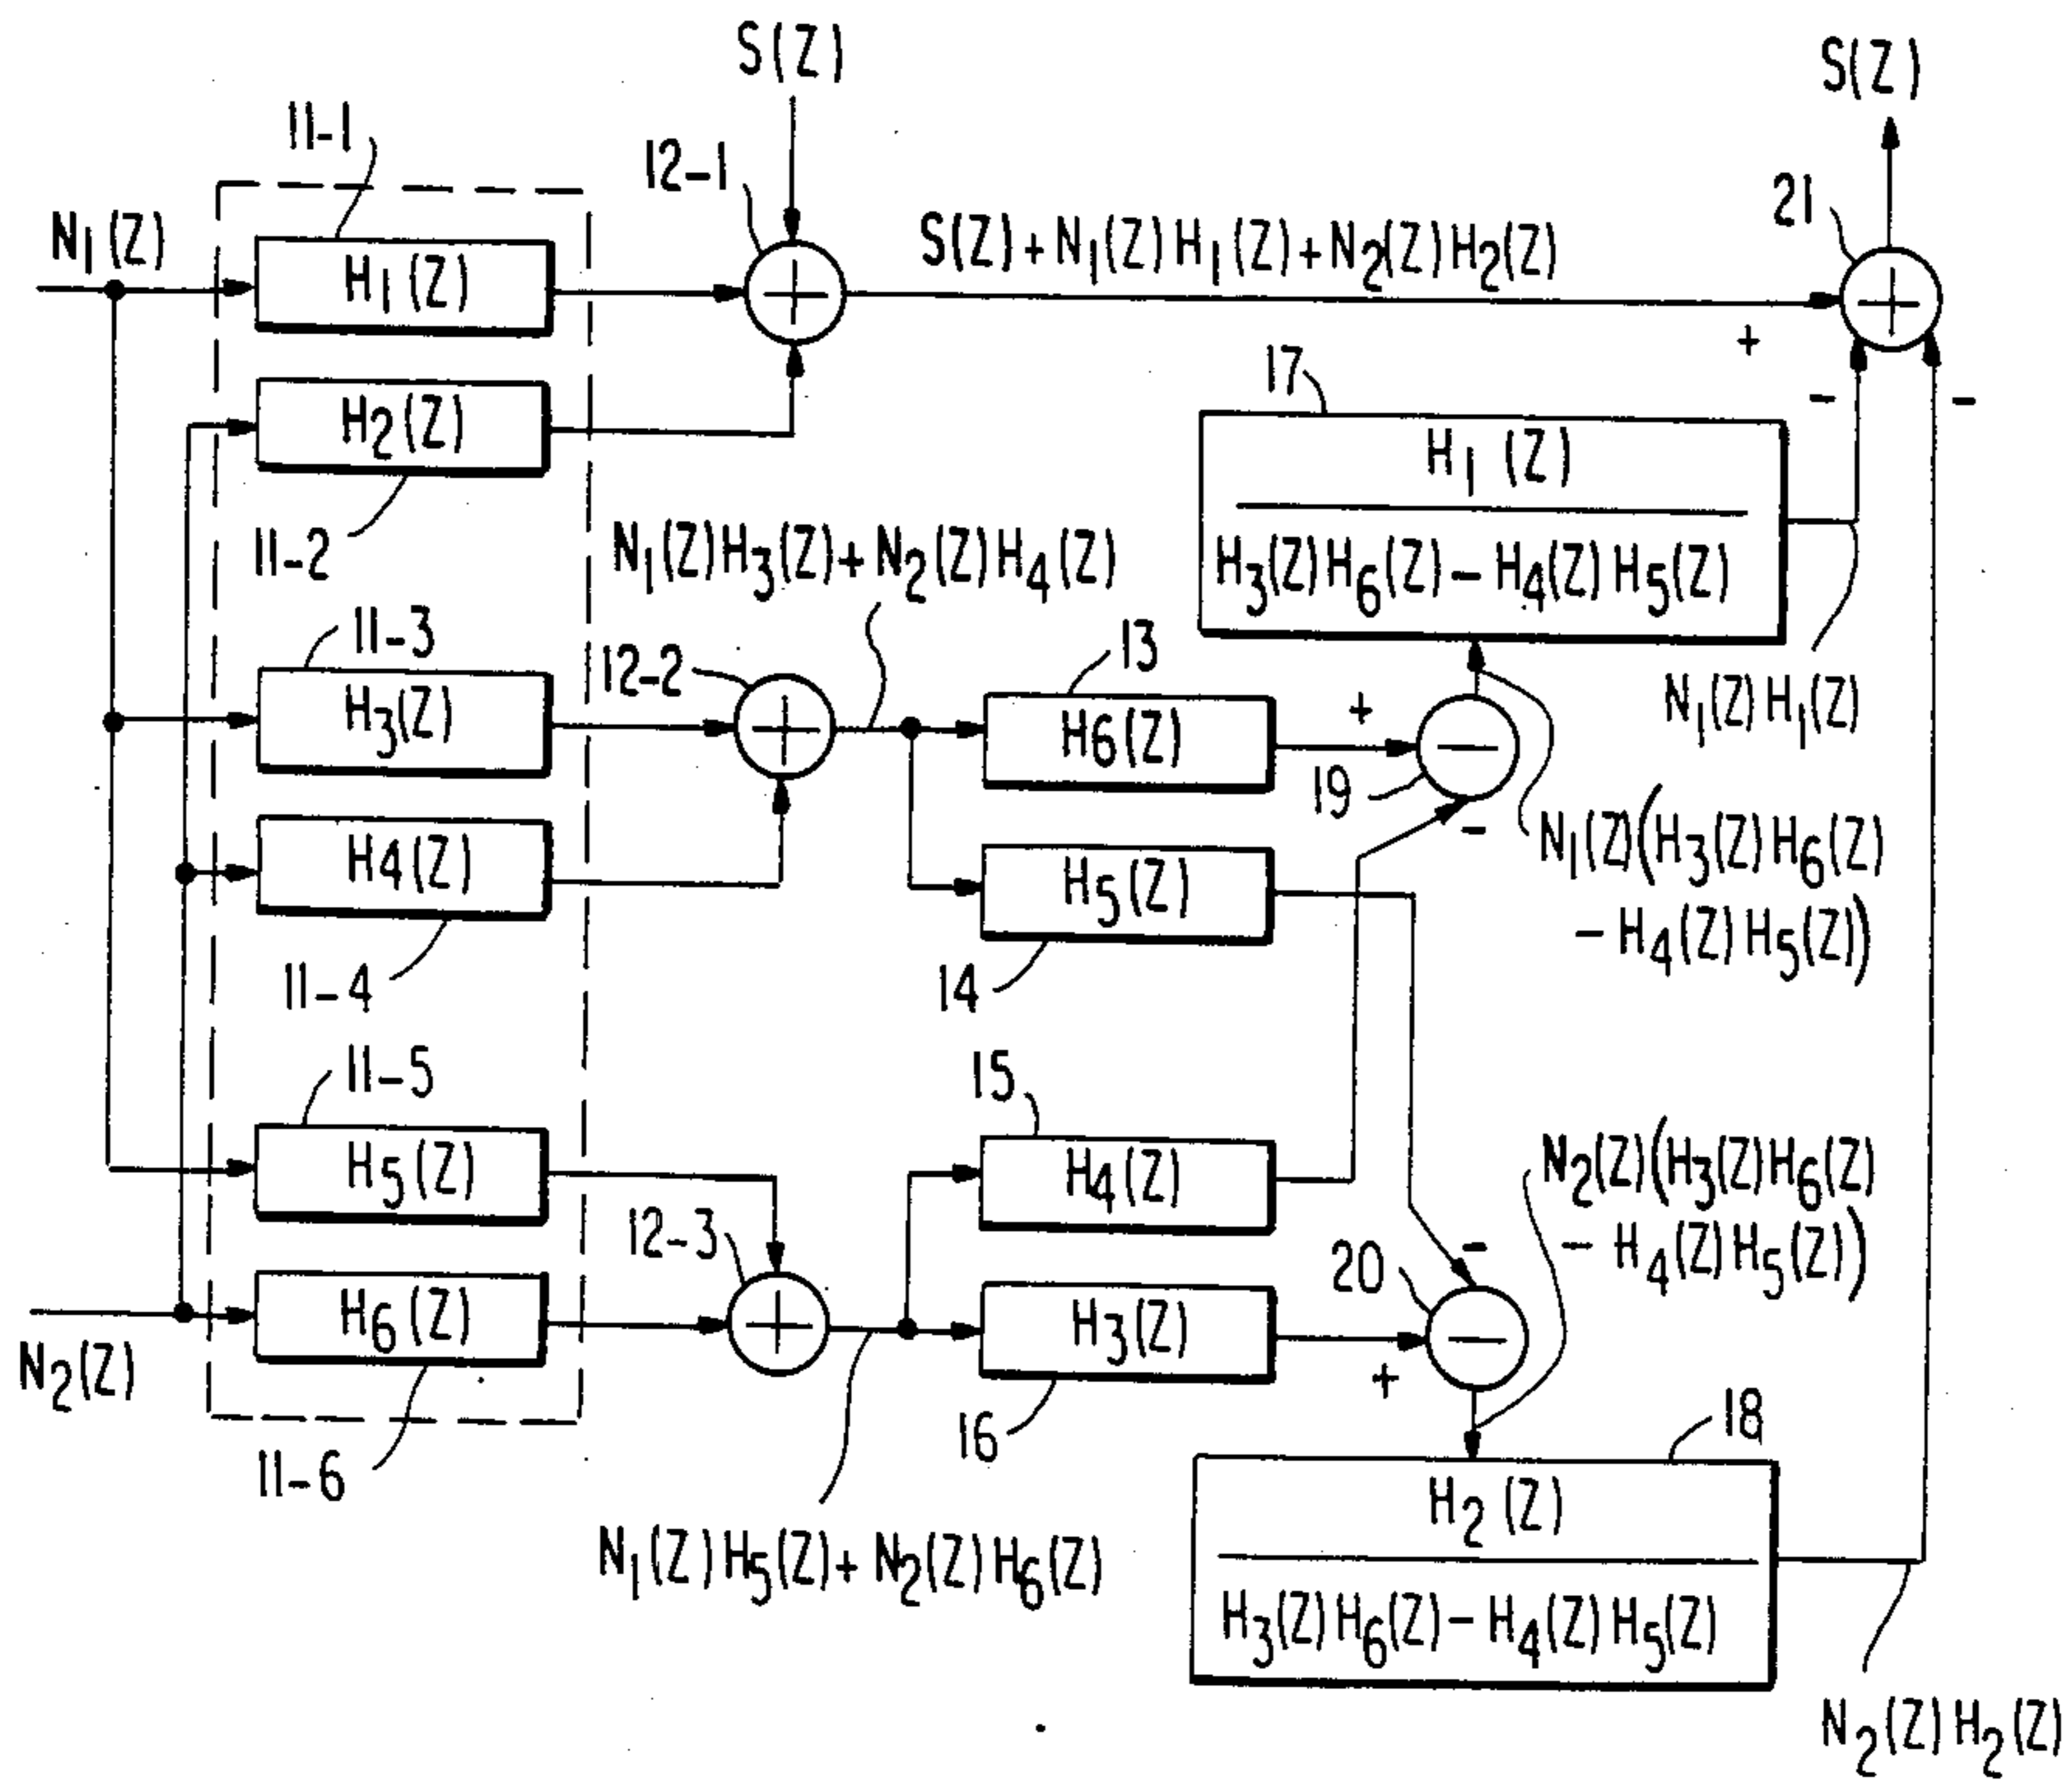 S(Z)
S(Z)
11-1
12-1
21
N1(Z)
H1(Z)
S(Z)+N1(Z)H1(Z)+N2(Z)H2(Z)
+
-
-
H2(Z)
11-2
17
H1(Z)
H3(Z)H6(Z)-H4(Z)H5(Z)
N1(Z)H3(Z)+N2(Z)H4(Z)
11-3
12-2
13
N1(Z)H1(Z)
H3(Z)
H6(Z)
+
19
-
N1(Z)(H3(Z)H6(Z)
-H4(Z)H5(Z))
H4(Z)
H5(Z)
11-4
14
11-5
15
H5(Z)
H4(Z)
N2(Z)(H3(Z)H6(Z)
-H4(Z)H5(Z))
12-3
20
-
H6(Z)
H3(Z)
+
N2(Z)
11-6
16
18
H2(Z)
H3(Z)H6(Z)-H4(Z)H5(Z)
N1(Z)H5(Z)+N2(Z)H6(Z)
N2(Z)H2(Z)